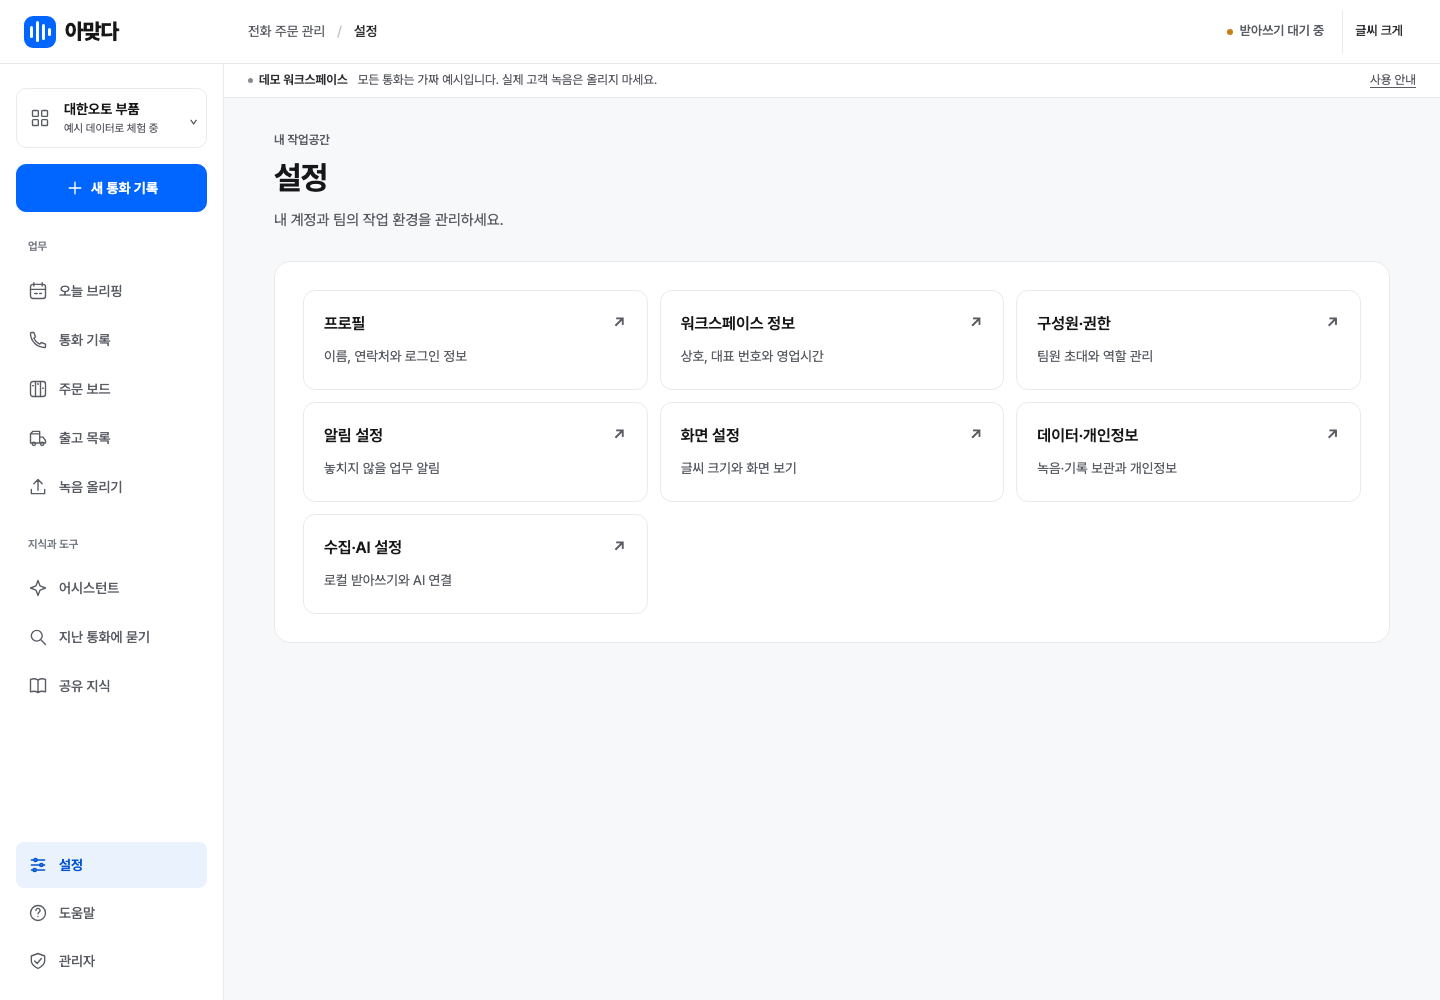 아맞다
전화 주문 관리 / 설정
받아쓰기 대기 중
글씨 크게
데모 워크스페이스 모든 통화는 가짜 예시입니다. 실제 고객 녹음은 올리지 마세요.
사용 안내
대한오토 부품
예시 데이터로 체험 중
새 통화 기록
업무
오늘 브리핑
통화 기록
주문 보드
출고 목록
녹음 올리기
지식과 도구
어시스턴트
지난 통화에 묻기
공유 지식
설정
도움말
관리자
내 작업공간
설정
내 계정과 팀의 작업 환경을 관리하세요.
프로필
이름, 연락처와 로그인 정보
워크스페이스 정보
상호, 대표 번호와 영업시간
구성원·권한
팀원 초대와 역할 관리
알림 설정
놓치지 않을 업무 알림
화면 설정
글씨 크기와 화면 보기
데이터·개인정보
녹음·기록 보관과 개인정보
수집·AI 설정
로컬 받아쓰기와 AI 연결